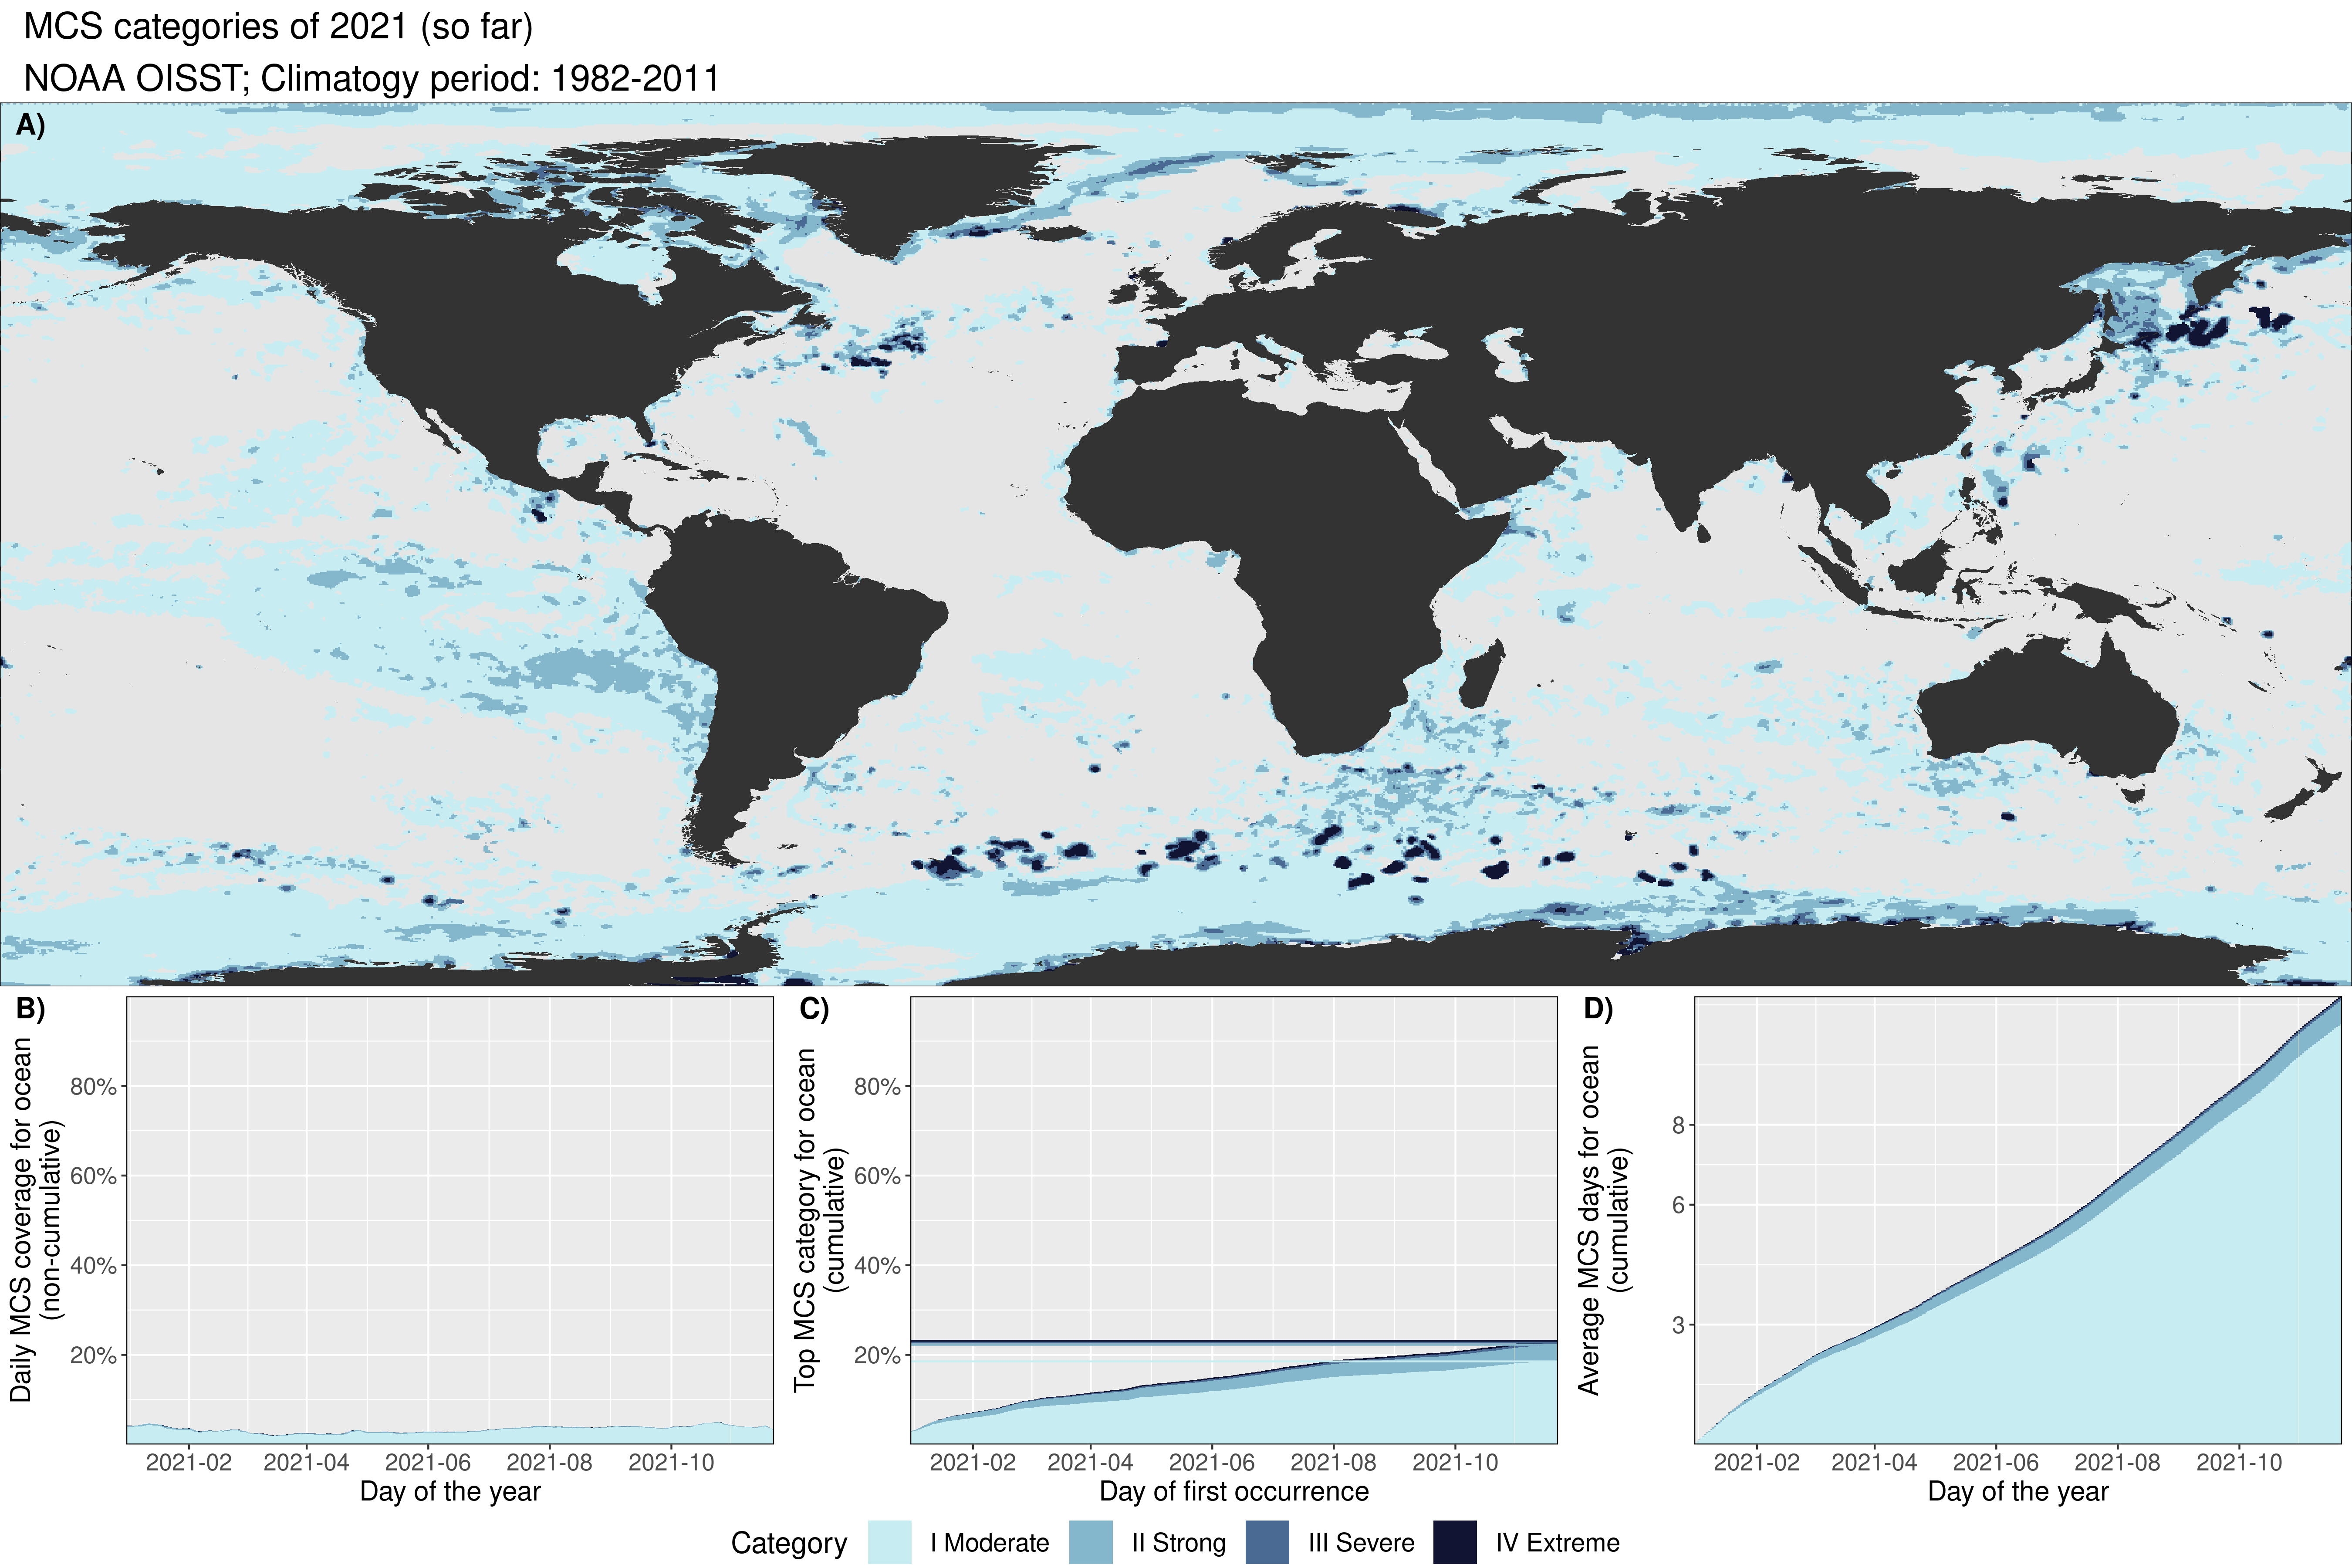 MCS categories of 2021 (so far)
NOAA OISST; Climatogy period: 1982-2011
A)
B)
Daily MCS coverage for ocean
(non-cumulative)
80%
60%
40%
20%
2021-02 2021-04 2021-06 2021-08 2021-10
Day of the year
C)
Top MCS category for ocean
(cumulative)
80%
60%
40%
20%
2021-02 2021-04 2021-06 2021-08 2021-10
Day of first occurrence
D)
Average MCS days for ocean
(cumulative)
8
6
3
2021-02 2021-04 2021-06 2021-08 2021-10
Day of the year
Category I Moderate II Strong III Severe IV Extreme